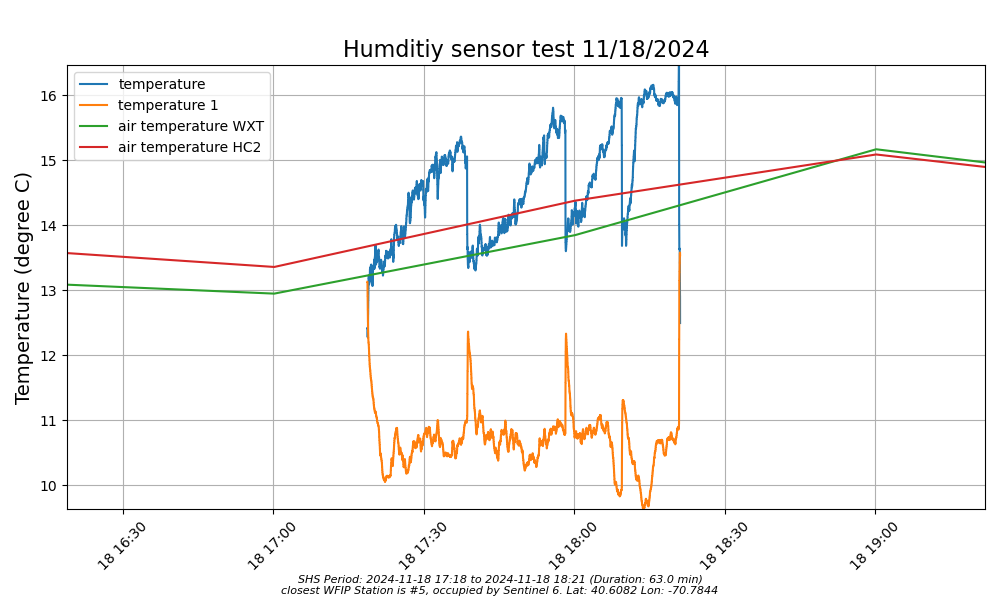 Humditiy sensor test 11/18/2024
temperature
temperature 1
air temperature WXT
air temperature HC2
Temperature (degree C)
16
15
14
13
12
11
10
18 16:30
18 17:00
18 17:30
18 18:00
18 18:30
18 19:00
SHS Period: 2024-11-18 17:18 to 2024-11-18 18:21 (Duration: 63.0 min)
closest WFIP Station is #5, occupied by Sentinel 6. Lat: 40.6082 Lon: -70.7844